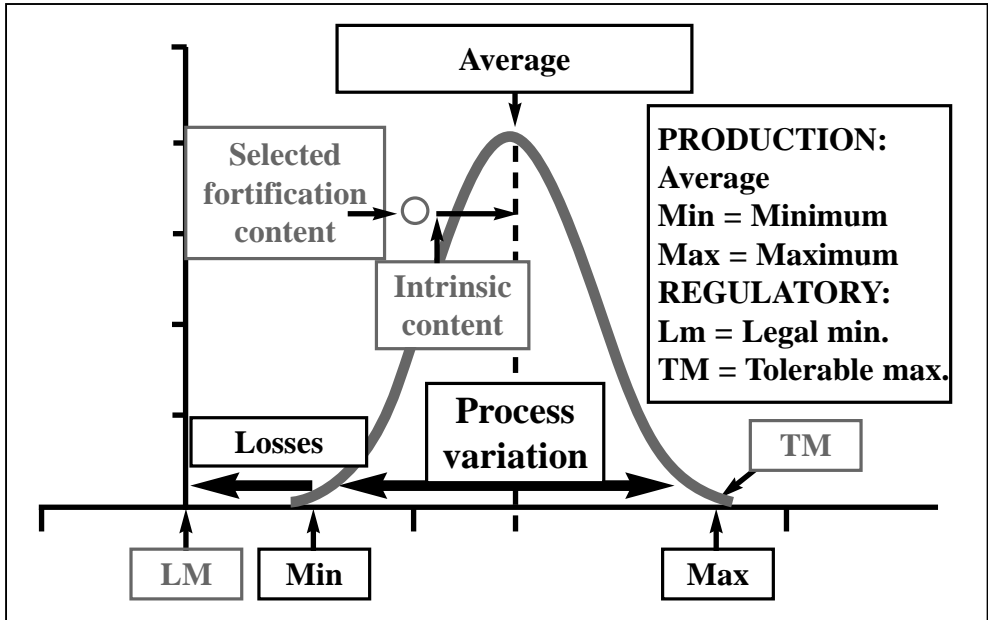 Average
Selected
fortification
content
Intrinsic
content
PRODUCTION:
Average
Min = Minimum
Max = Maximum
REGULATORY:
Lm = Legal min.
TM = Tolerable max.
Losses
Process
variation
TM
LM
Min
Max